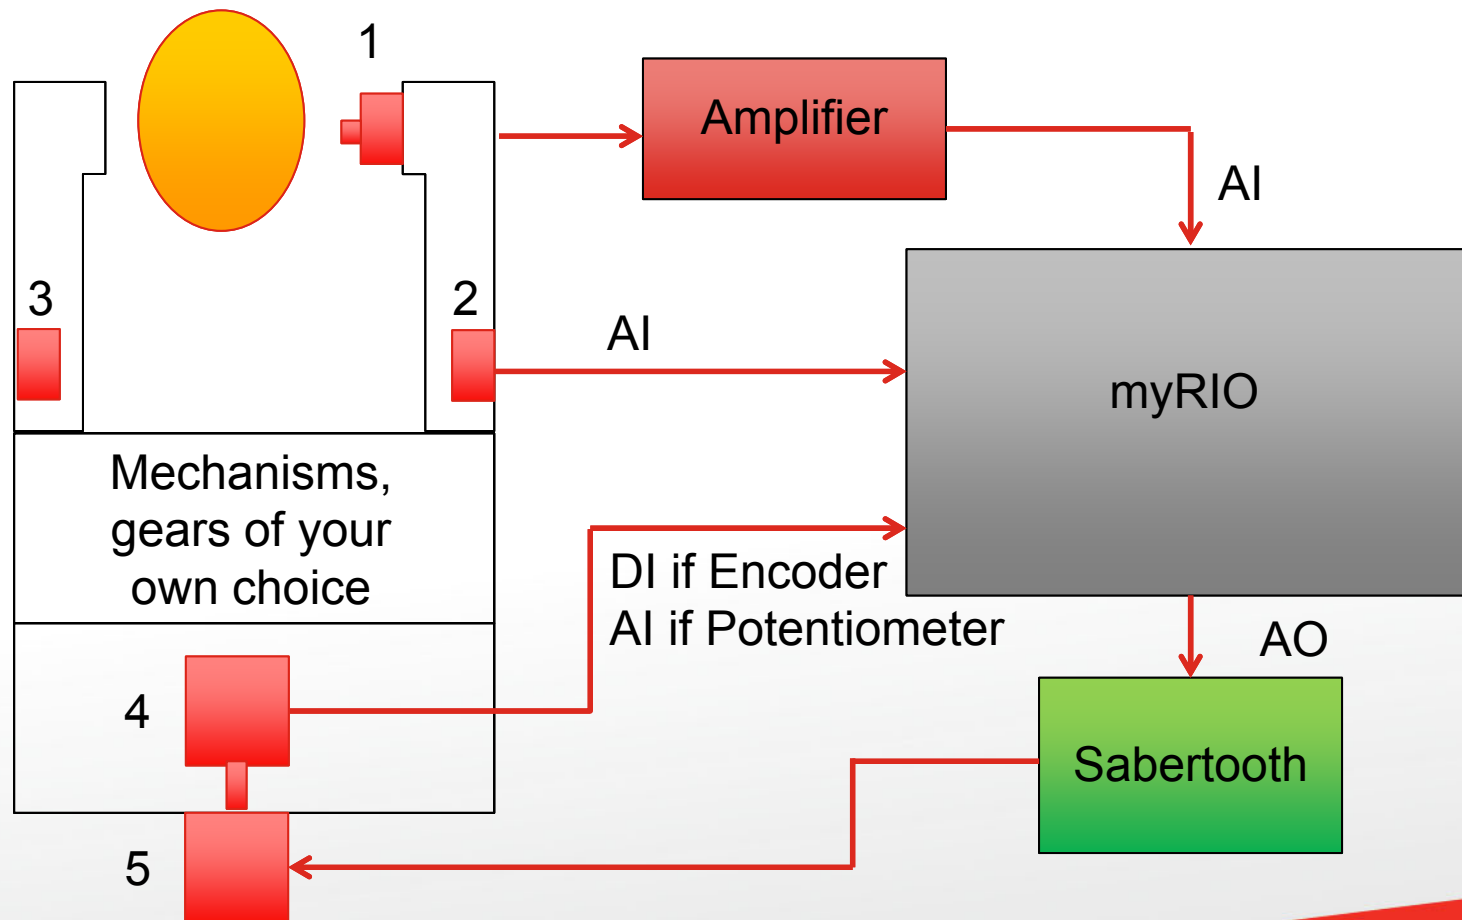 1
Amplifier
AI
3
2
AI
myRIO
Mechanisms,
gears of your
own choice
DI if Encoder
AI if Potentiometer
AO
4
Sabertooth
5